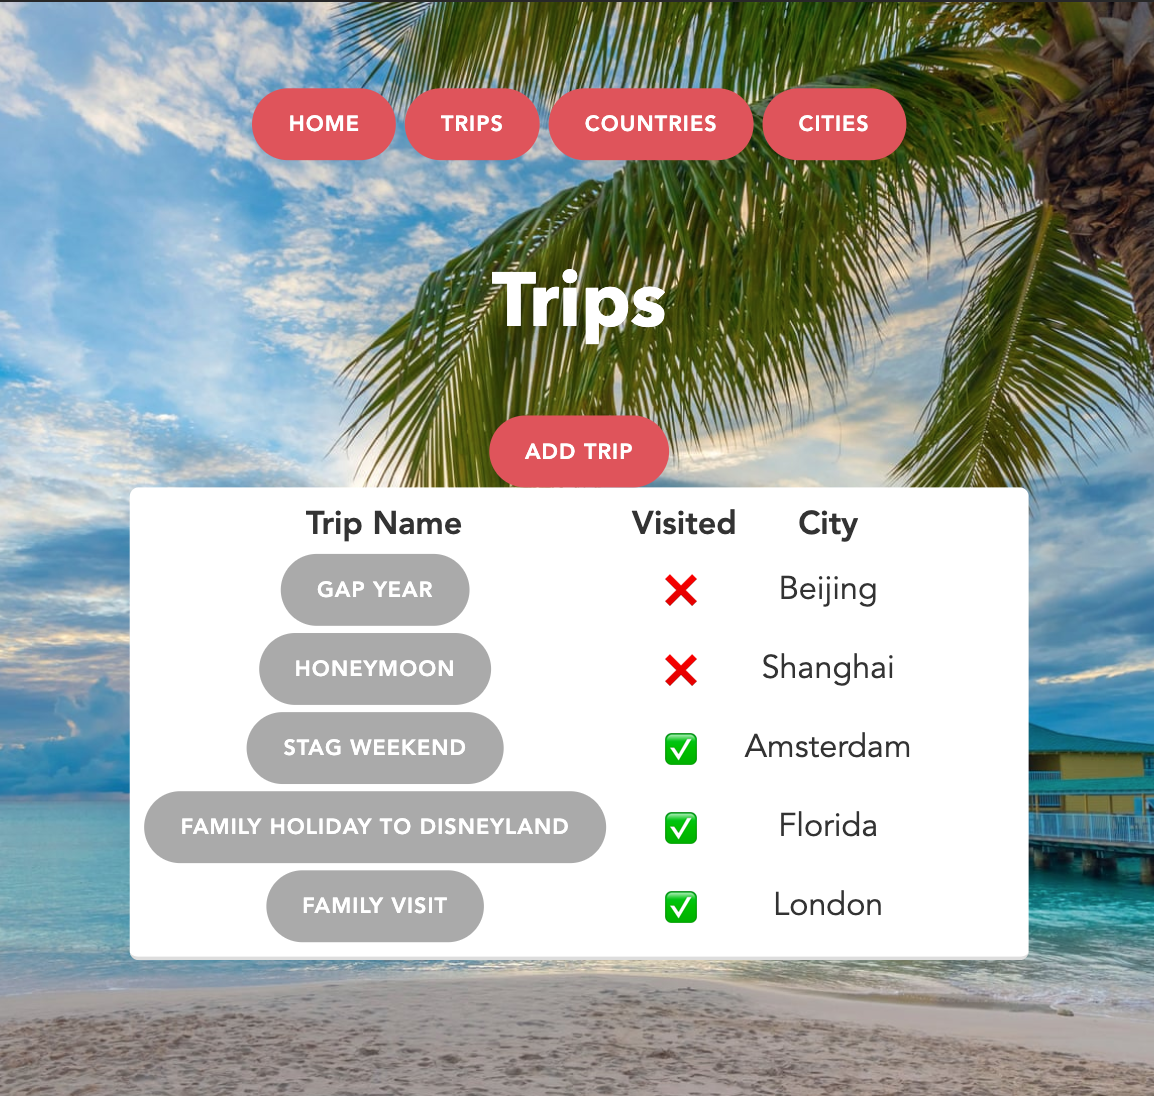 HOME TRIPS COUNTRIES CITIES
Trips
ADD TRIP
Trip Name Visited City
GAP YEAR ❌ Beijing
HONEYMOON ❌ Shanghai
STAG WEEKEND ✅ Amsterdam
FAMILY HOLIDAY TO DISNEYLAND ✅ Florida
FAMILY VISIT ✅ London